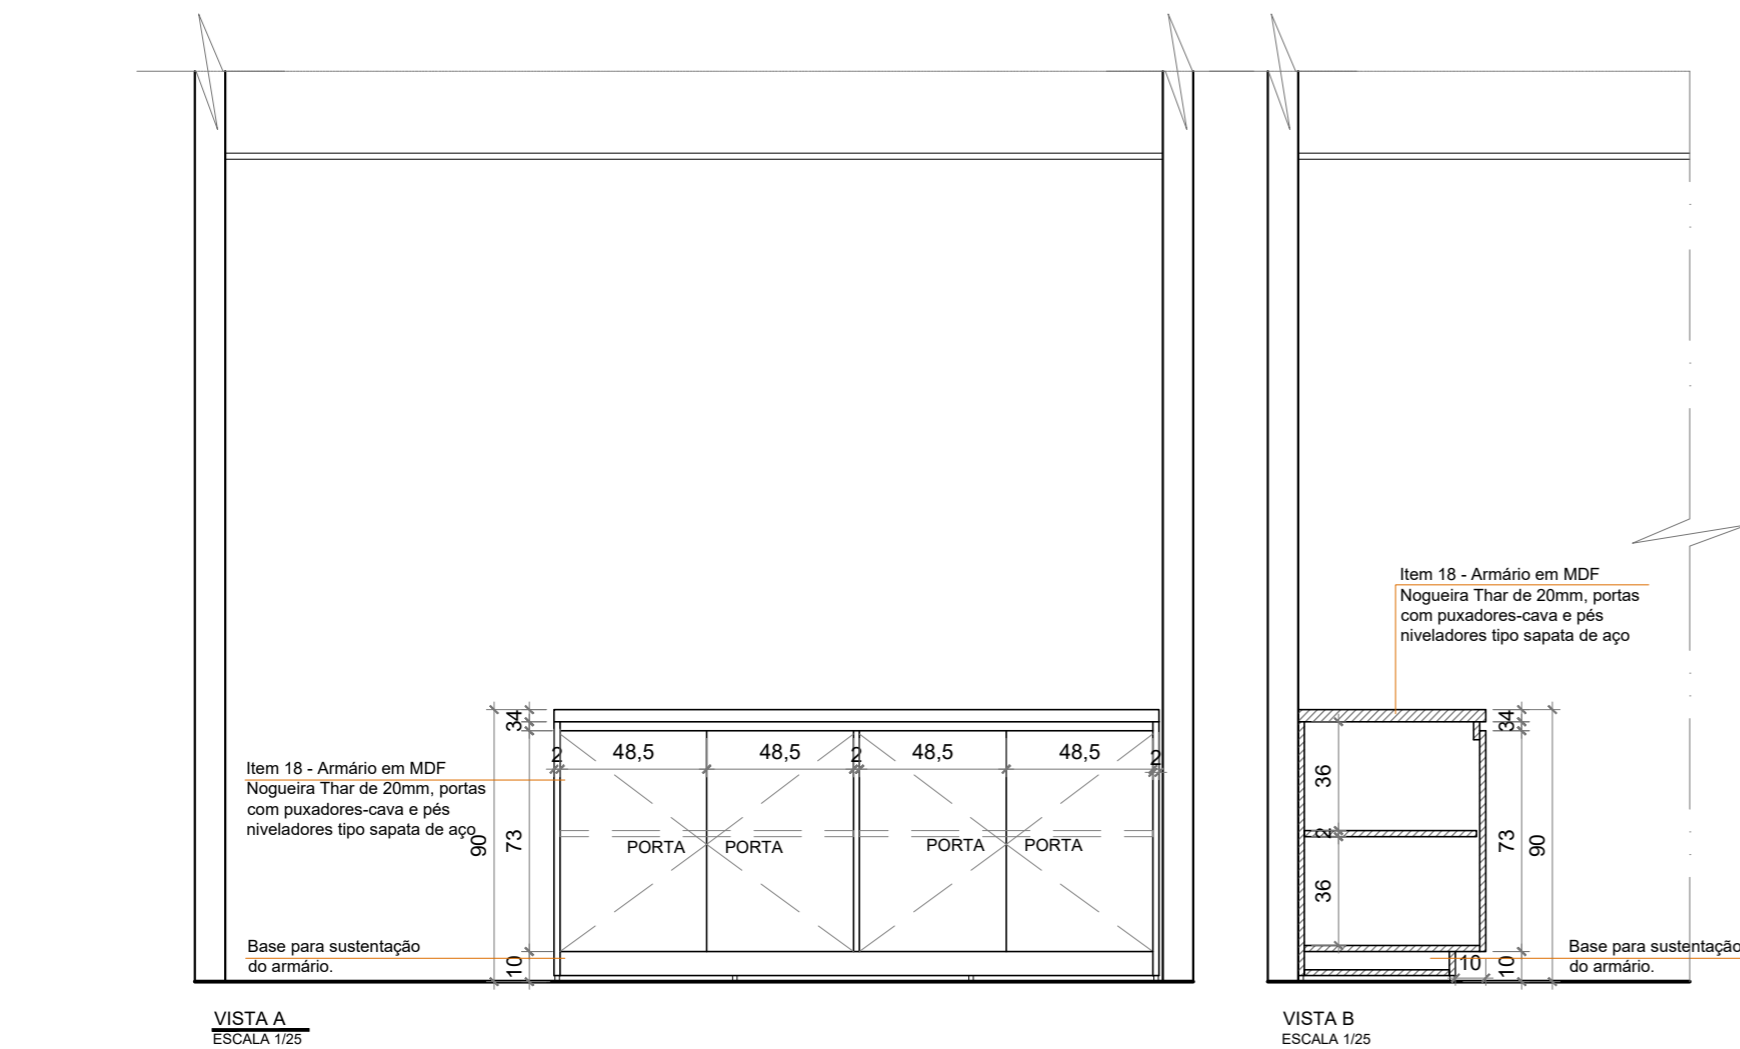 Item 18 - Armário em MDF
Nogueira Thar de 20mm, portas
com puxadores-cava e pés
niveladores tipo sapata de aço
34
2
48,5
48,5
2
48,5
48,5
2
90
73
PORTA
PORTA
PORTA
PORTA
Base para sustentação
do armário.
10
VISTA A
ESCALA 1/25
Item 18 - Armário em MDF
Nogueira Thar de 20mm, portas
com puxadores-cava e pés
niveladores tipo sapata de aço
34
36
2
36
73
90
10
10
Base para sustentação
do armário.
VISTA B
ESCALA 1/25